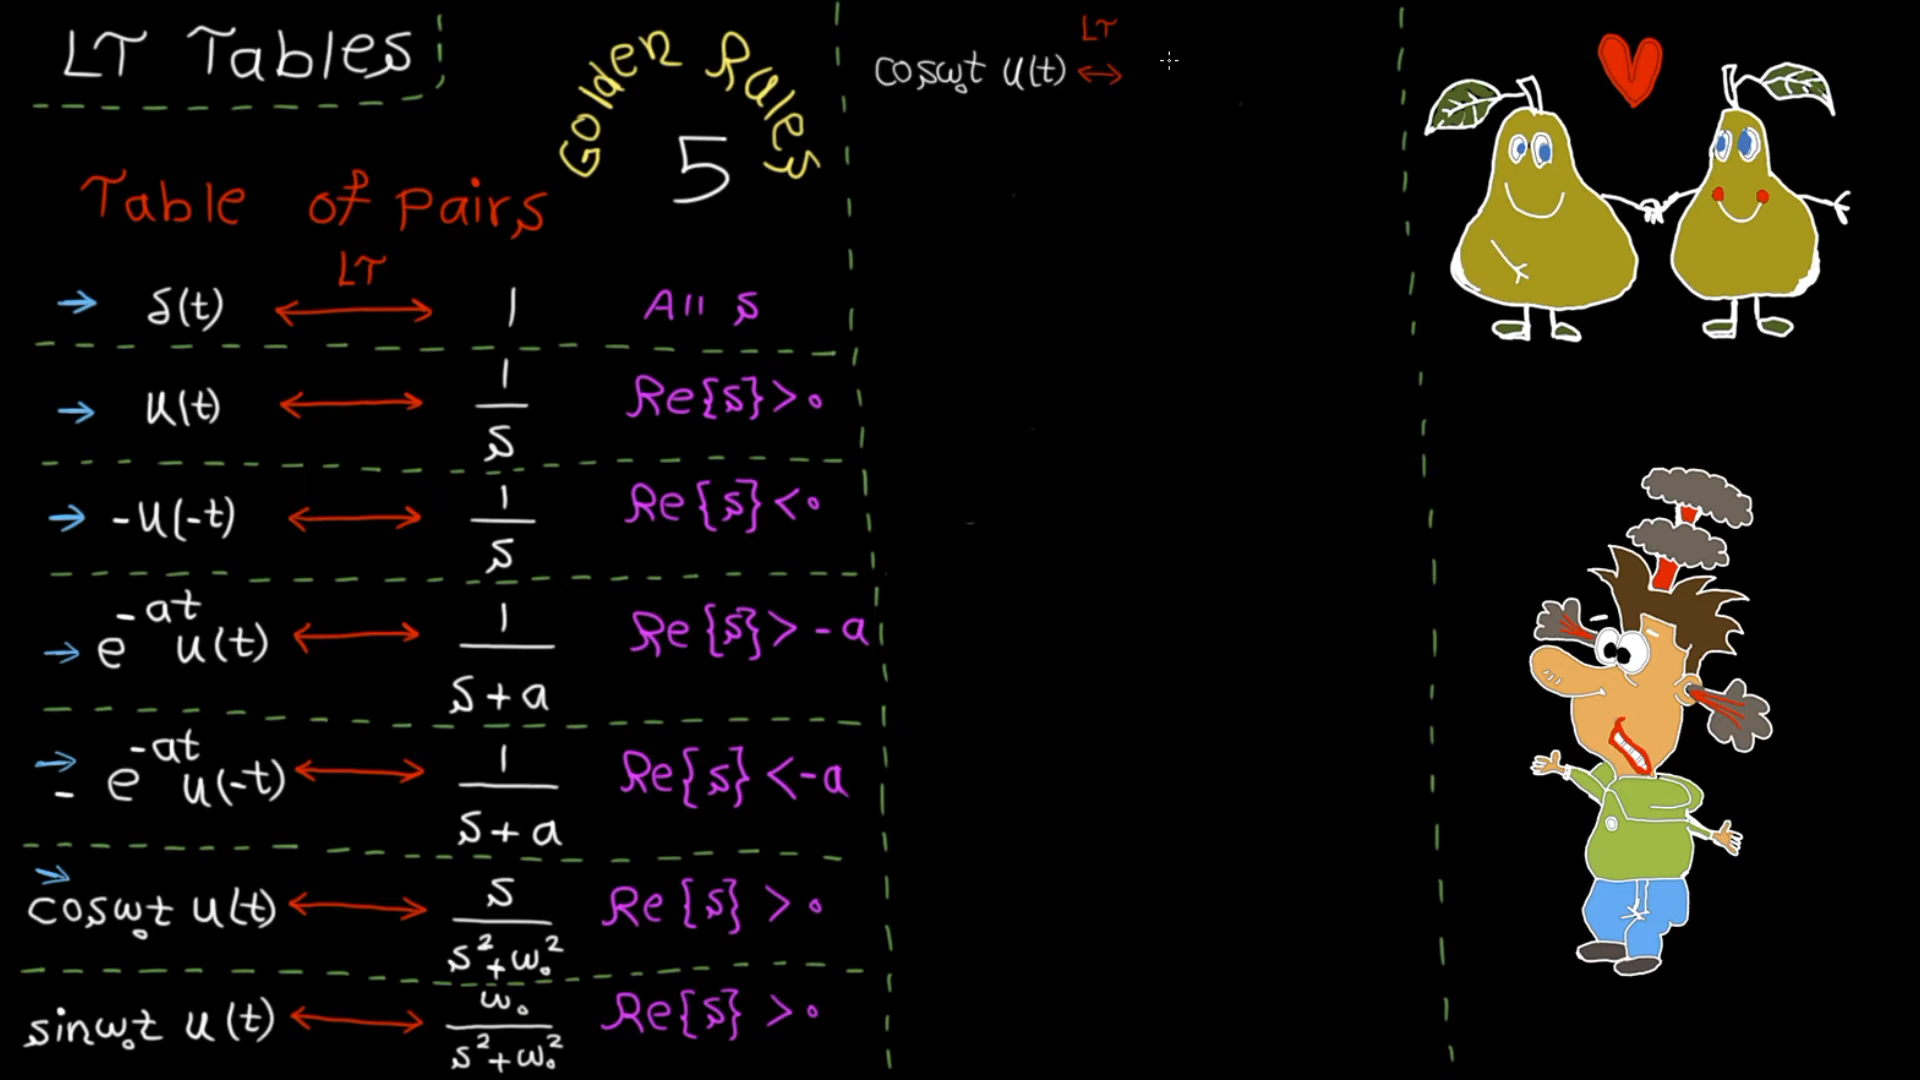 LT Tables
Golden Rules
5
Table of Pairs
LT
δ(t) ⟷ 1 All s
u(t) ⟷ 1/s Re{s}>0
-u(-t) ⟷ 1/s Re{s}<0
e^-at u(t) ⟷ 1/(s+a) Re{s}>-a
-e^-at u(-t) ⟷ 1/(s+a) Re{s}<-a
cosω₀t u(t) ⟷ s/(s²+ω₀²) Re{s}>0
sinω₀t u(t) ⟷ ω₀/(s²+ω₀²) Re{s}>0
LT
cosω₀t u(t) ⟷